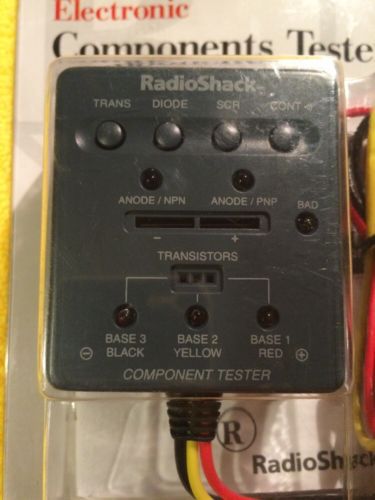 Electronic
Components Teste
RadioShack
TRANS DIODE SCR CONT
ANODE / NPN ANODE / PNP BAD
− +
TRANSISTORS
BASE 3 BASE 2 BASE 1
⊖ BLACK YELLOW RED ⊕
COMPONENT TESTER
®
RadioShack